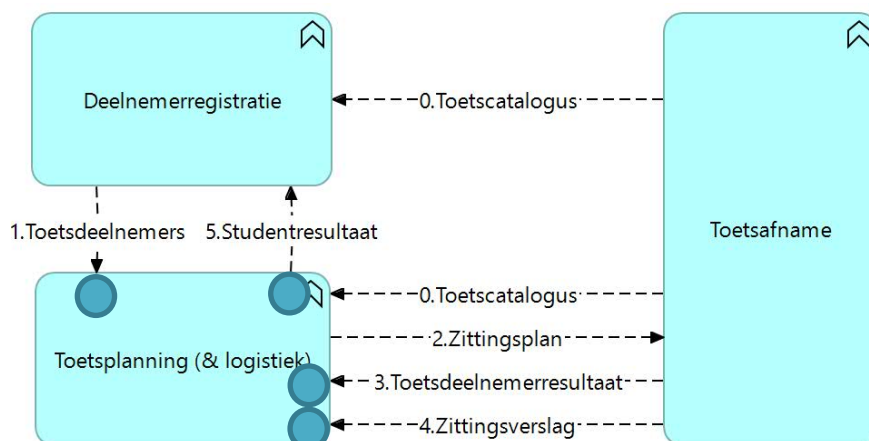 Deelnemerregistratie
0.Toetscatalogus
Toetsafname
1.Toetsdeelnemers
5.Studentresultaat
0.Toetscatalogus
2.Zittingsplan
Toetsplanning (& logistiek)
3.Toetsdeelnemerresultaat
4.Zittingsverslag